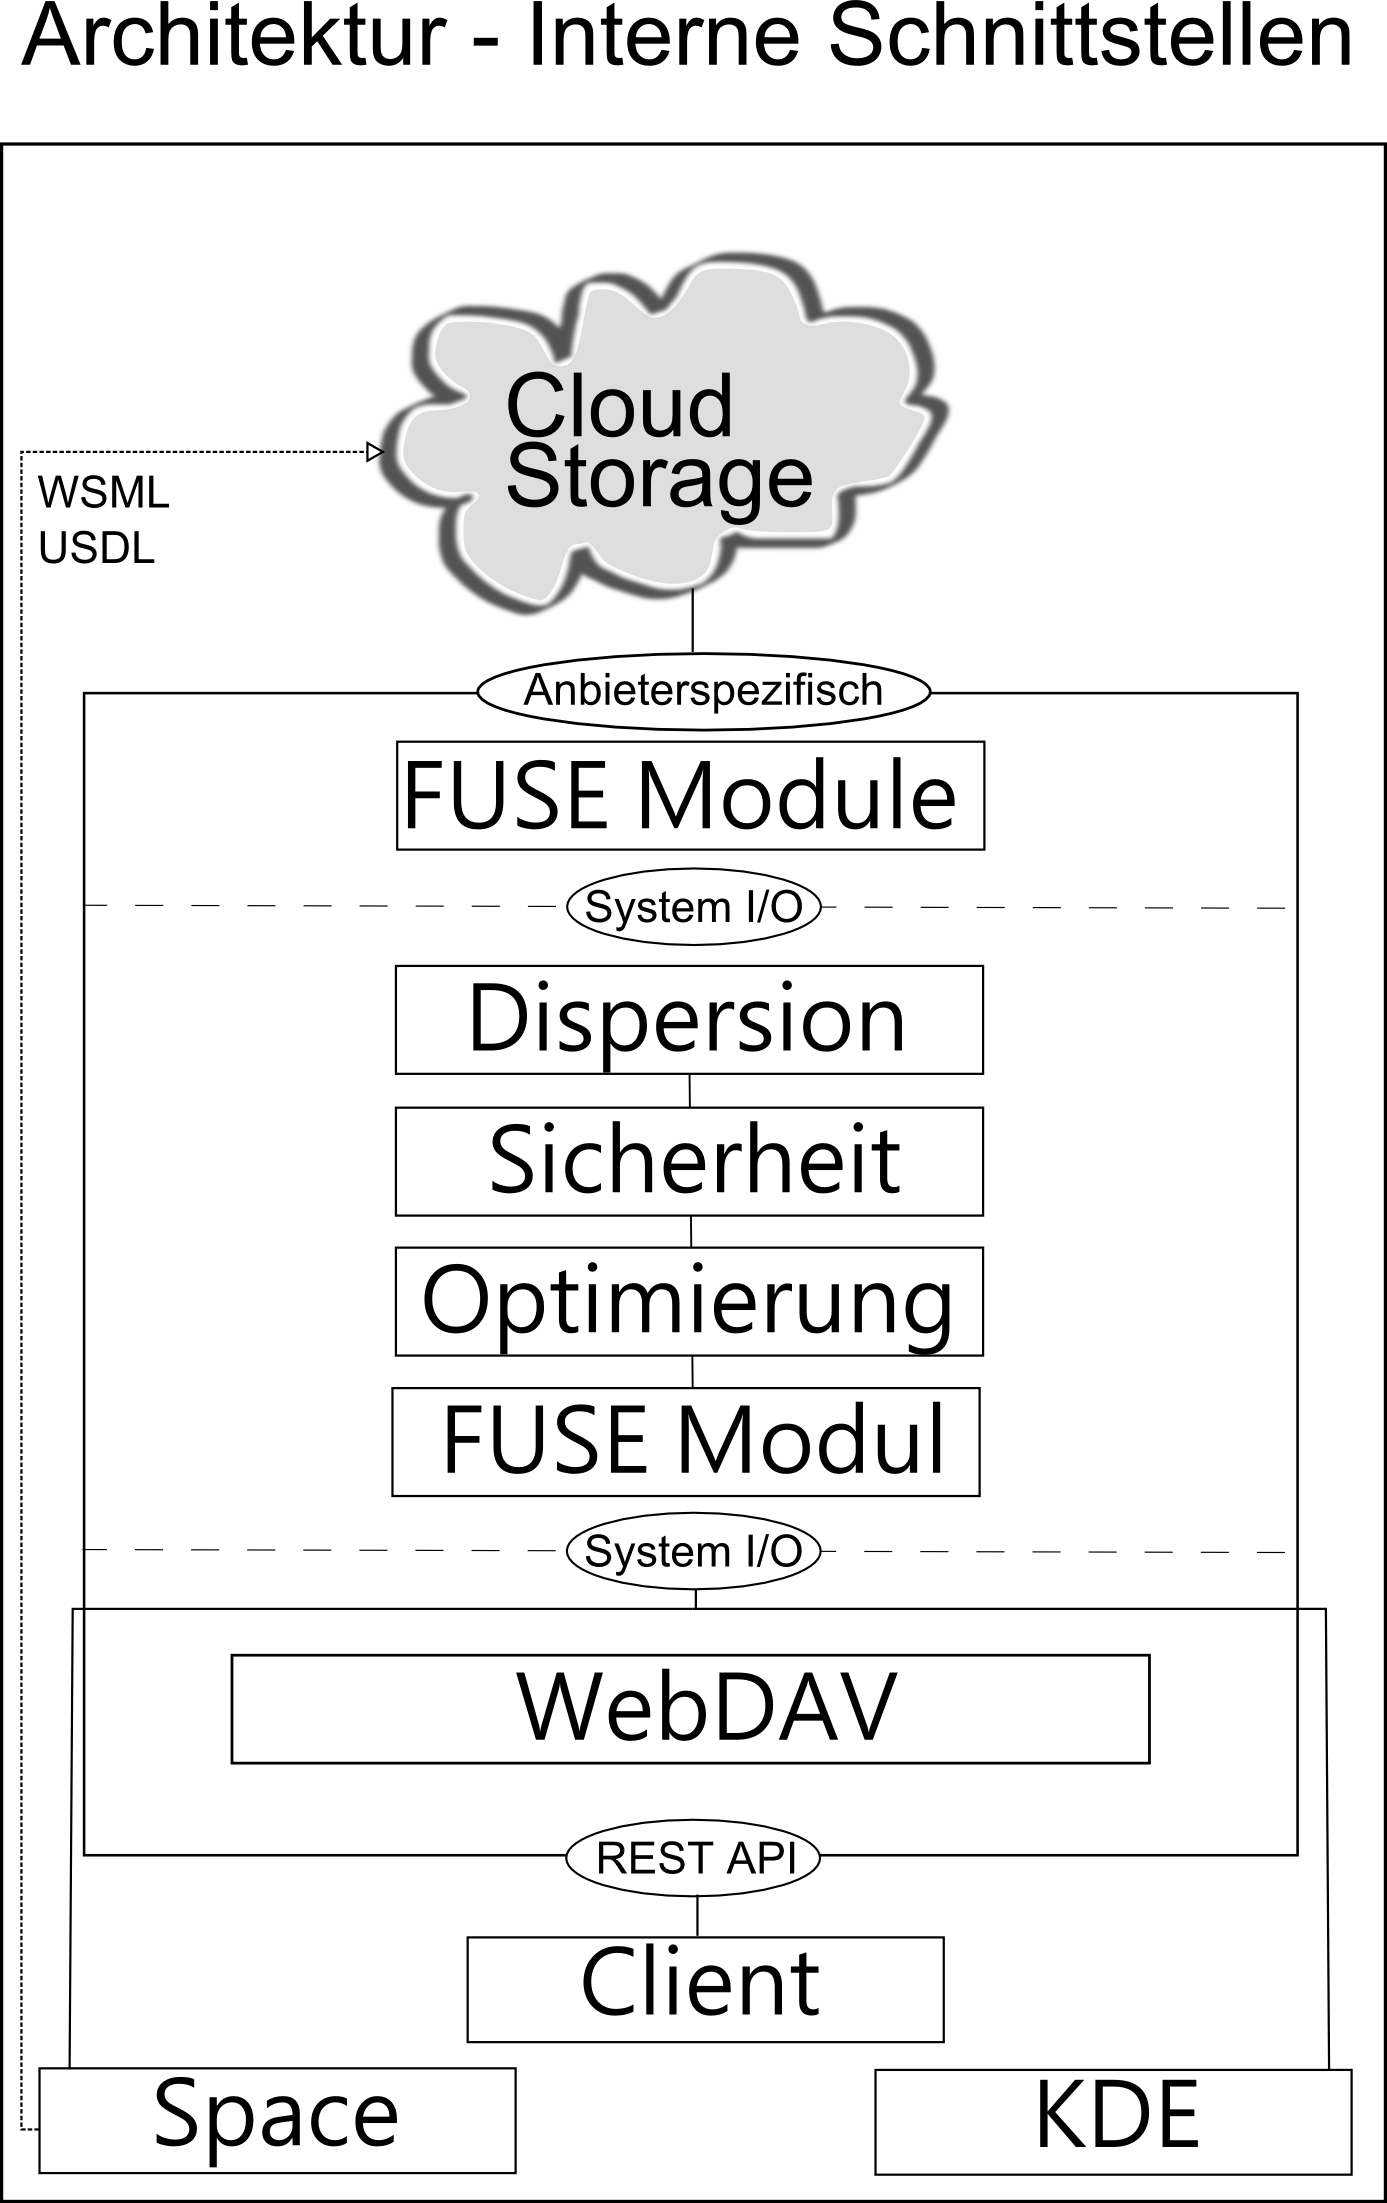 Architektur - Interne Schnittstellen
Cloud
Storage
WSML
USDL
Anbieterspezifisch
FUSE Module
System I/O
Dispersion
Sicherheit
Optimierung
FUSE Modul
System I/O
WebDAV
REST API
Client
Space
KDE